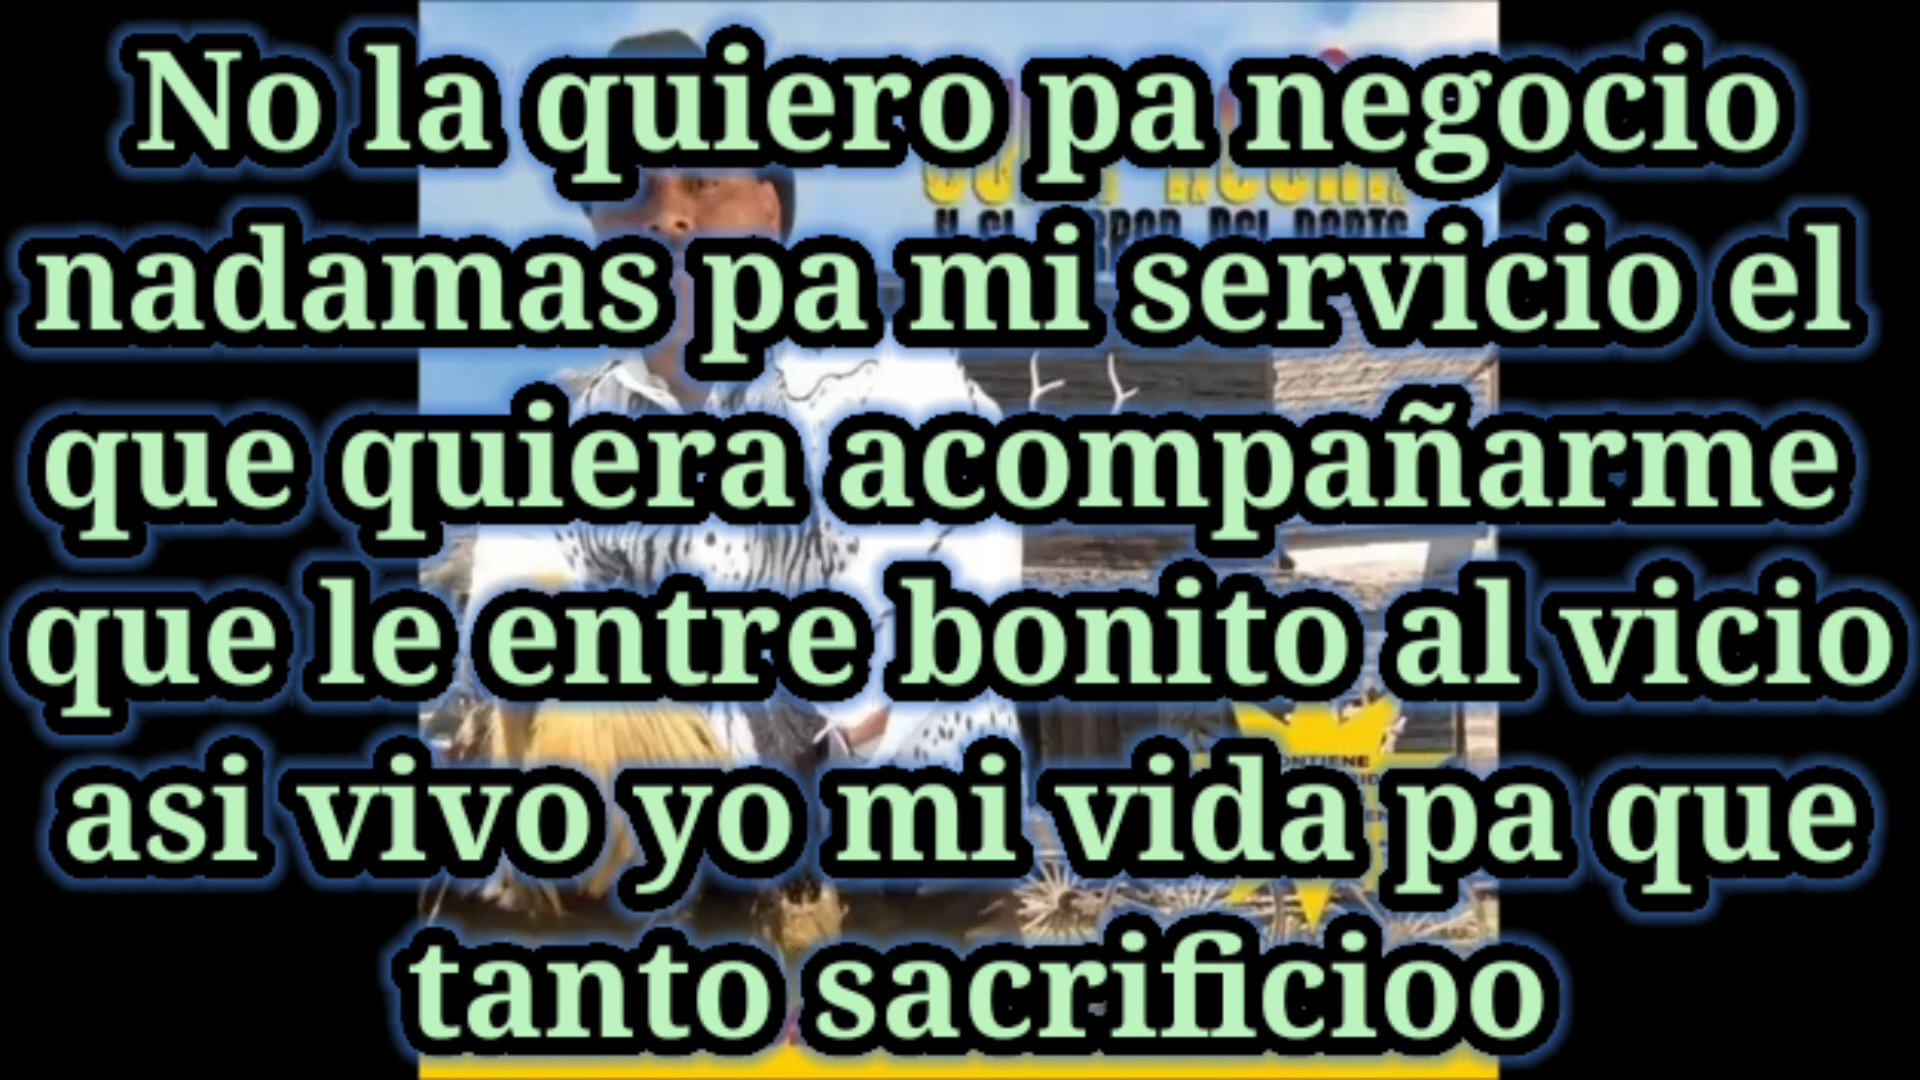 No la quiero pa negocio
nadamas pa mi servicio el
que quiera acompañarme
que le entre bonito al vicio
asi vivo yo mi vida pa que
tanto sacrificioo